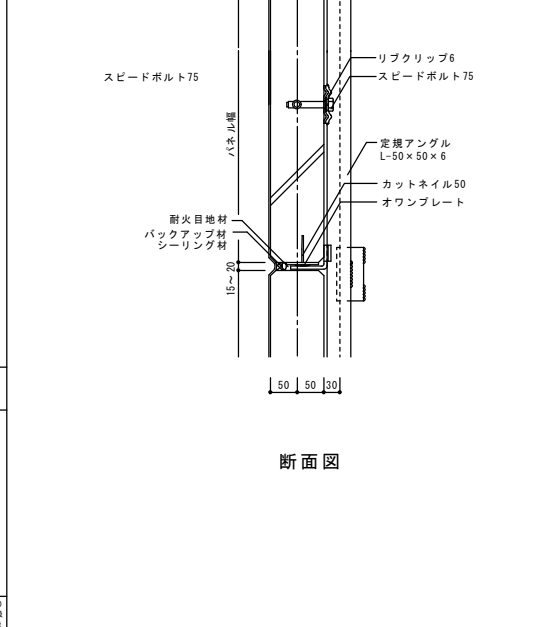 リブクリップ6
スピードボルト75
スピードボルト75
パネル幅
定規アングル
L-50×50×6
カットネイル50
オワンプレート
耐火目地材
バックアップ材
シーリング材
15～20
50 50 30
断面図